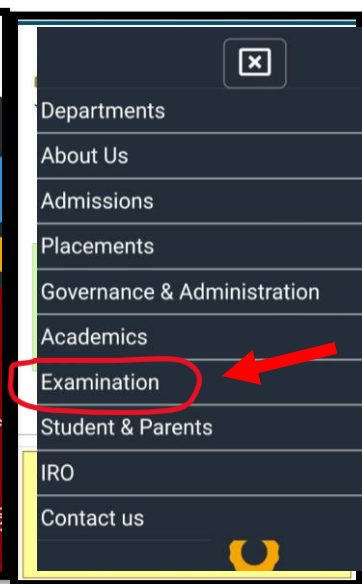 Departments
About Us
Admissions
Placements
Governance & Administration
Academics
Examination
Student & Parents
IRO
Contact us